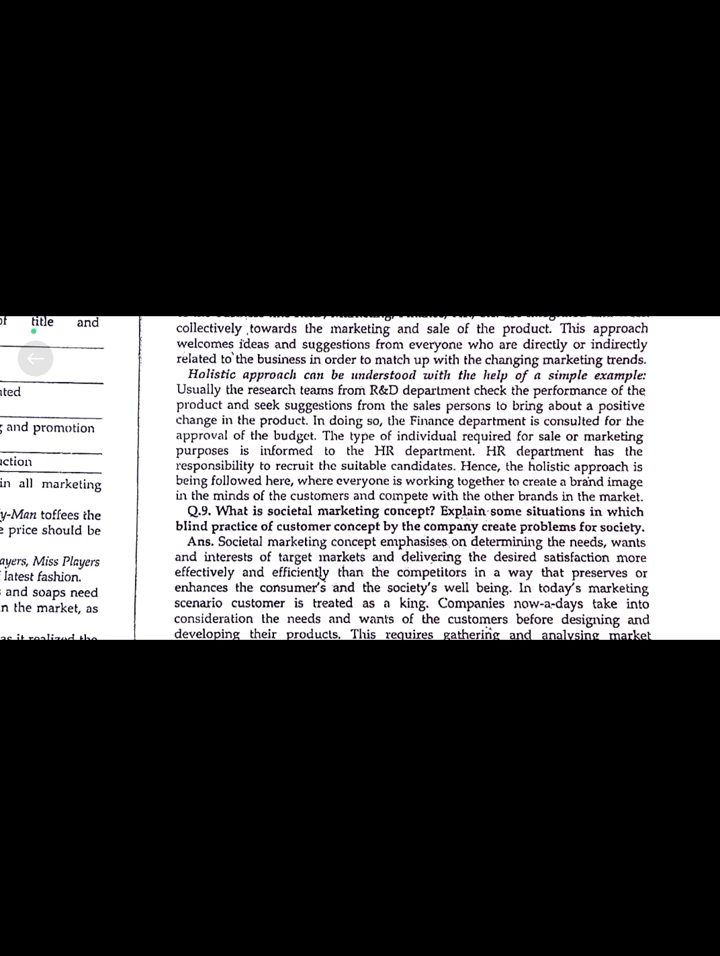 title and
ated
and promotion
in all marketing
y-Man toffees the
price should be
ayers, Miss Players
latest fashion.
and soaps need
n the market, as
as it realized the
collectively towards the marketing and sale of the product. This approach
welcomes ideas and suggestions from everyone who are directly or indirectly
related to the business in order to match up with the changing marketing trends.
Holistic approach can be understood with the help of a simple example:
Usually the research teams from R&D department check the performance of the
product and seek suggestions from the sales persons to bring about a positive
change in the product. In doing so, the Finance department is consulted for the
approval of the budget. The type of individual required for sale or marketing
purposes is informed to the HR department. HR department has the
responsibility to recruit the suitable candidates. Hence, the holistic approach is
being followed here, where everyone is working together to create a brand image
in the minds of the customers and compete with the other brands in the market.
Q.9. What is societal marketing concept? Explain some situations in which
blind practice of customer concept by the company create problems for society.
Ans. Societal marketing concept emphasises on determining the needs, wants
and interests of target markets and delivering the desired satisfaction more
effectively and efficiently than the competitors in a way that preserves or
enhances the consumer's and the society's well being. In today's marketing
scenario customer is treated as a king. Companies now-a-days take into
consideration the needs and wants of the customers before designing and
developing their products. This requires gathering and analysing market